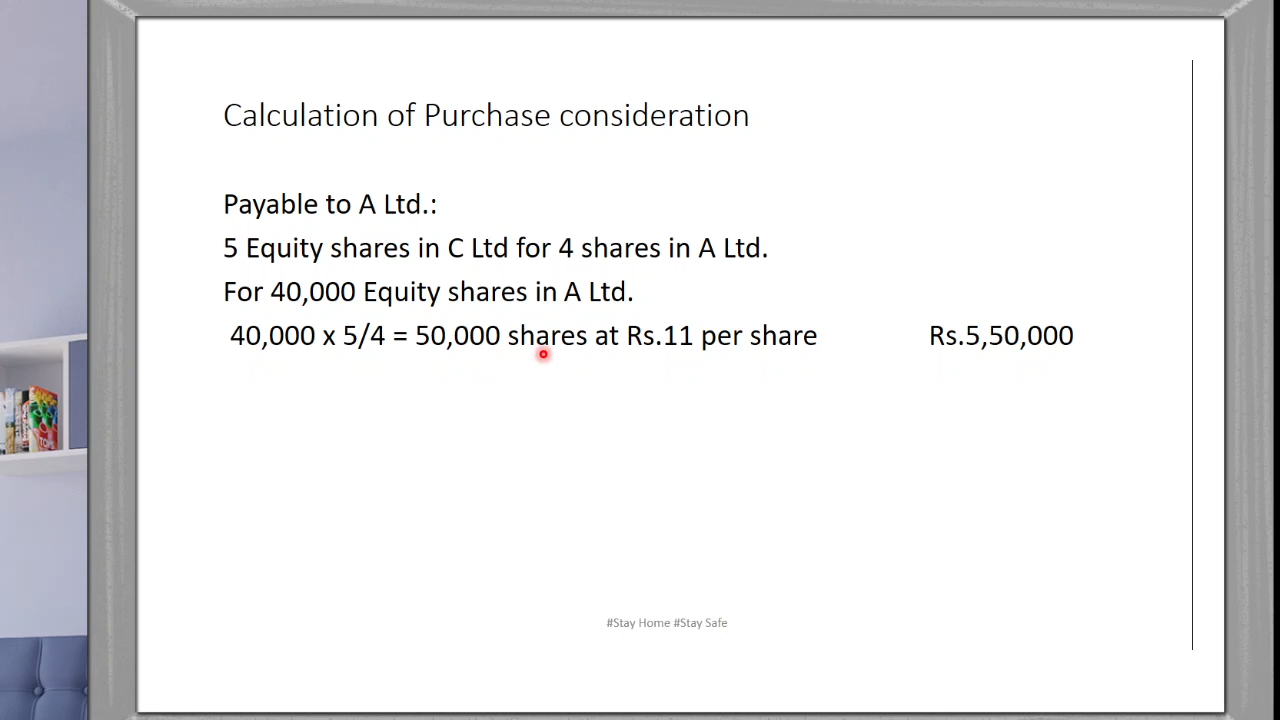 Calculation of Purchase consideration
Payable to A Ltd.:
5 Equity shares in C Ltd for 4 shares in A Ltd.
For 40,000 Equity shares in A Ltd.
40,000 x 5/4 = 50,000 shares at Rs.11 per share Rs.5,50,000
#Stay Home #Stay Safe